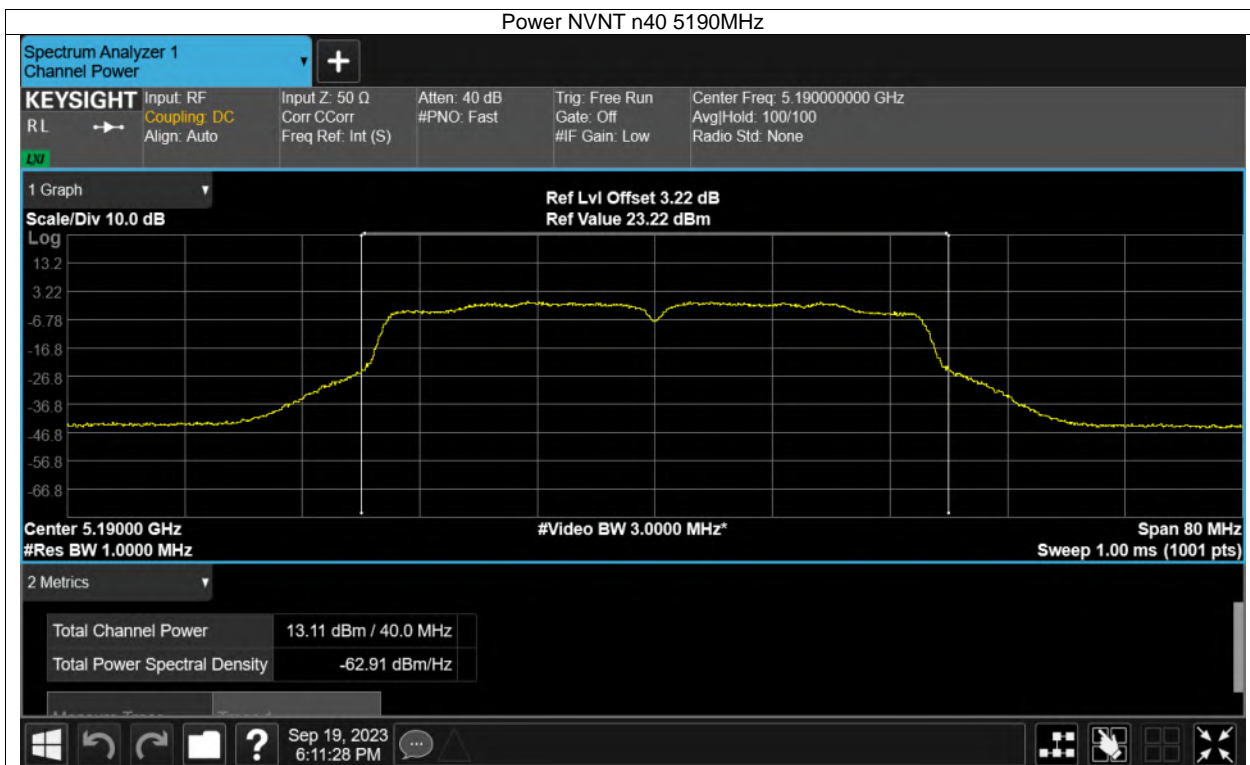 Power NVNT n40 5190MHz
Spectrum Analyzer 1
Channel Power
+
KEYSIGHT Input: RF Input Z: 50 Ω Atten: 40 dB Trig: Free Run Center Freq: 5.190000000 GHz
RL Coupling: DC Corr CCorr #PNO: Fast Gate: Off Avg|Hold: 100/100
Align: Auto Freq Ref: Int (S) #IF Gain: Low Radio Std: None
LXI
1 Graph
Ref Lvl Offset 3.22 dB
Scale/Div 10.0 dB Ref Value 23.22 dBm
Log
13.2
3.22
-6.78
-16.8
-26.8
-36.8
-46.8
-56.8
-66.8
Center 5.19000 GHz #Video BW 3.0000 MHz* Span 80 MHz
#Res BW 1.0000 MHz Sweep 1.00 ms (1001 pts)
2 Metrics
Total Channel Power 13.11 dBm / 40.0 MHz
Total Power Spectral Density -62.91 dBm/Hz
? Sep 19, 2023
6:11:28 PM